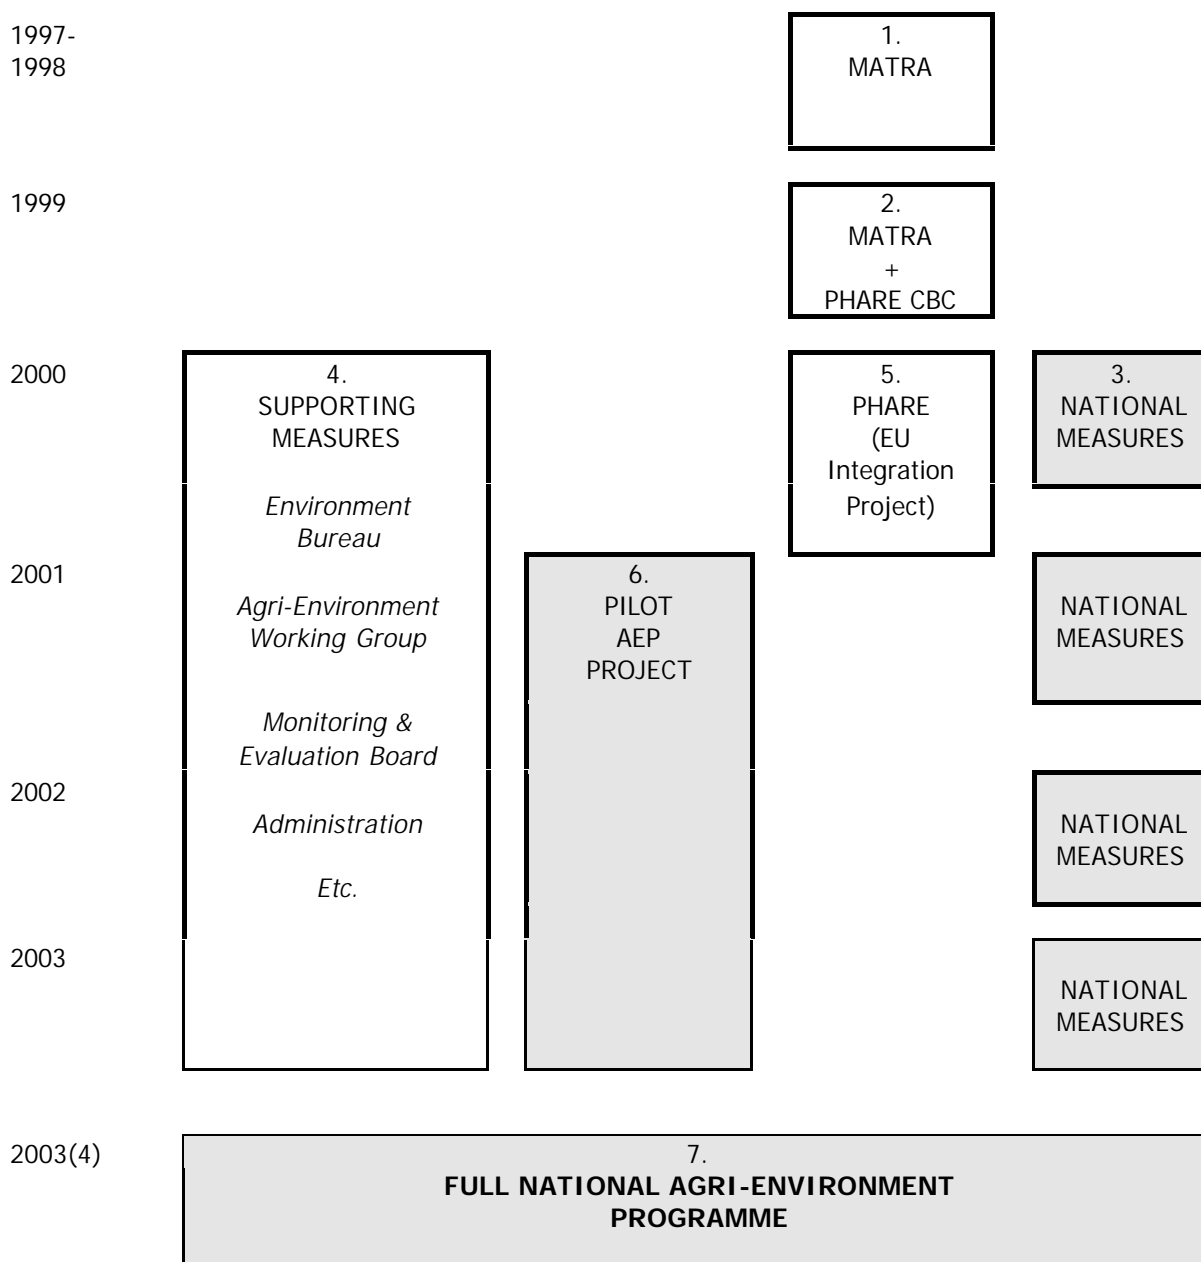 1997-
1998
1.
MATRA
1999
2.
MATRA
+
PHARE CBC
2000
4.
SUPPORTING
MEASURES
Environment
Bureau
Agri-Environment
Working Group
Monitoring &
Evaluation Board
Administration
Etc.
5.
PHARE
(EU
Integration
Project)
3.
NATIONAL
MEASURES
2001
6.
PILOT
AEP
PROJECT
NATIONAL
MEASURES
2002
NATIONAL
MEASURES
2003
NATIONAL
MEASURES
2003(4)
7.
FULL NATIONAL AGRI-ENVIRONMENT
PROGRAMME